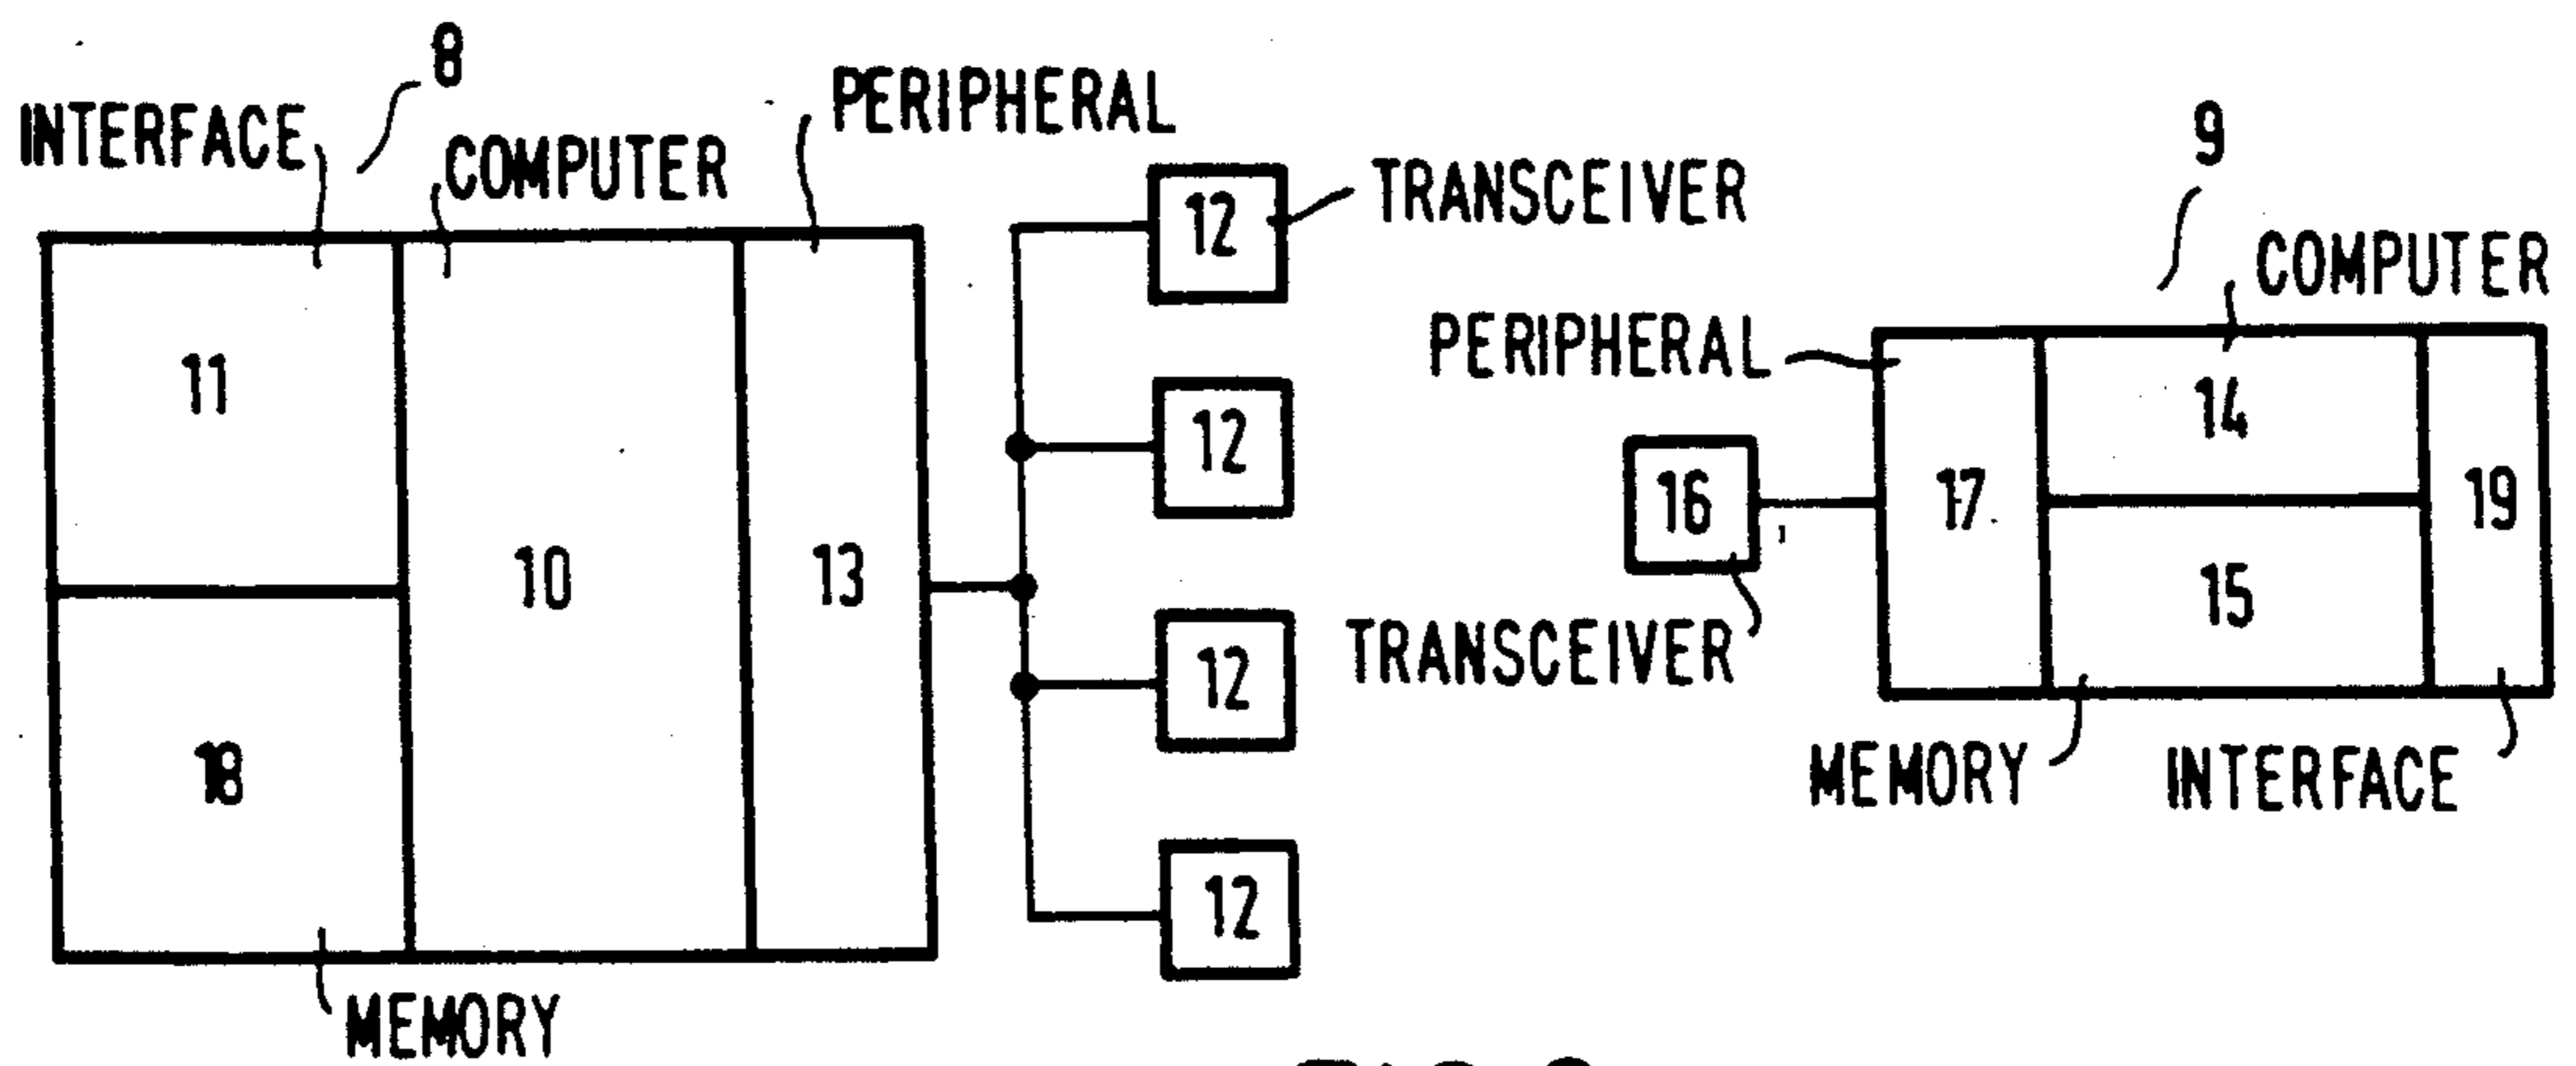 8
INTERFACE
COMPUTER
PERIPHERAL
11
10
13
18
MEMORY
12
TRANSCEIVER
12
12
12
9
COMPUTER
PERIPHERAL
14
16
17
19
15
TRANSCEIVER
MEMORY
INTERFACE